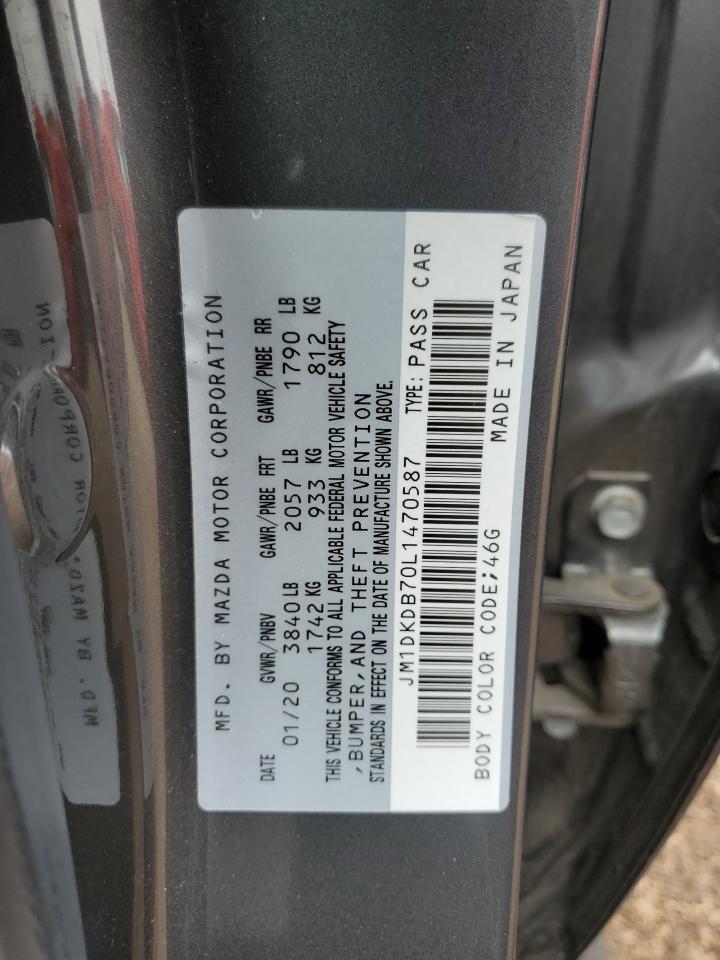 MFD. BY MAZDA MOTOR CORPORATION
DATE GVWR/PNBV GAWR/PNBE FRT GAWR/PNBE RR
01/20 3840 LB 2057 LB 1790 LB
1742 KG 933 KG 812 KG
THIS VEHICLE CONFORMS TO ALL APPLICABLE FEDERAL MOTOR VEHICLE SAFETY
,BUMPER,AND THEFT PREVENTION
STANDARDS IN EFFECT ON THE DATE OF MANUFACTURE SHOWN ABOVE.
JM1DKDB70L1470587 TYPE: PASS CAR
BODY COLOR CODE;46G MADE IN JAPAN